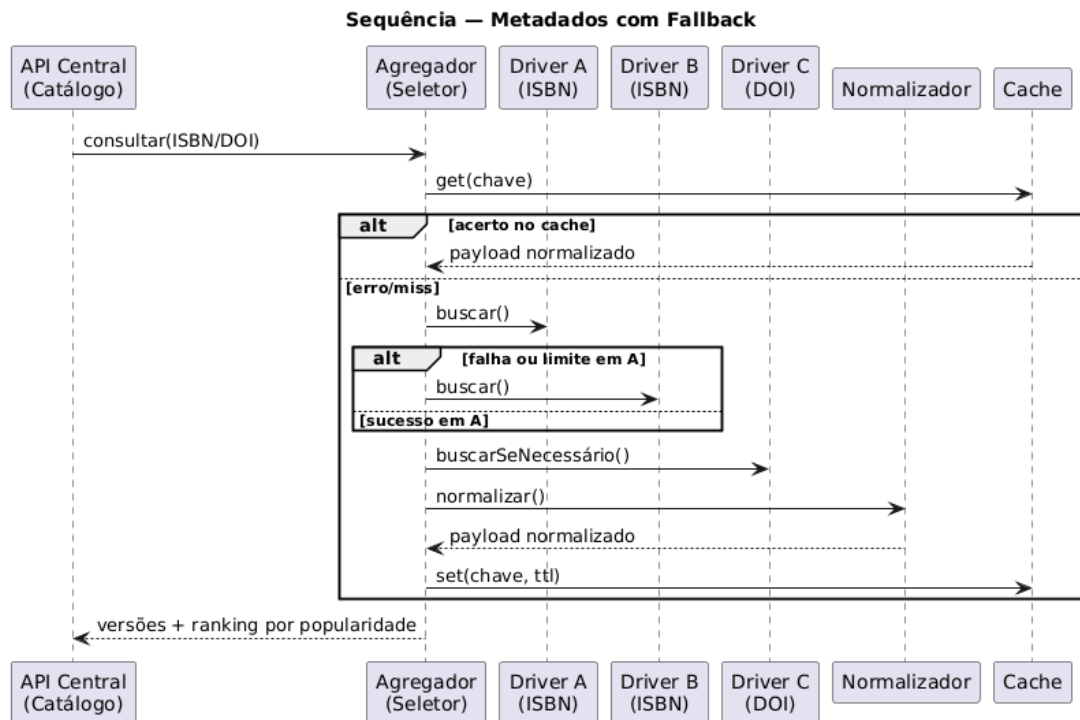 Sequência — Metadados com Fallback
API Central
(Catálogo)
Agregador
(Seletor)
Driver A
(ISBN)
Driver B
(ISBN)
Driver C
(DOI)
Normalizador
Cache
consultar(ISBN/DOI)
get(chave)
alt
[acerto no cache]
payload normalizado
[erro/miss]
buscar()
alt
[falha ou limite em A]
buscar()
[sucesso em A]
buscarSeNecessário()
normalizar()
payload normalizado
set(chave, ttl)
versões + ranking por popularidade
API Central
(Catálogo)
Agregador
(Seletor)
Driver A
(ISBN)
Driver B
(ISBN)
Driver C
(DOI)
Normalizador
Cache